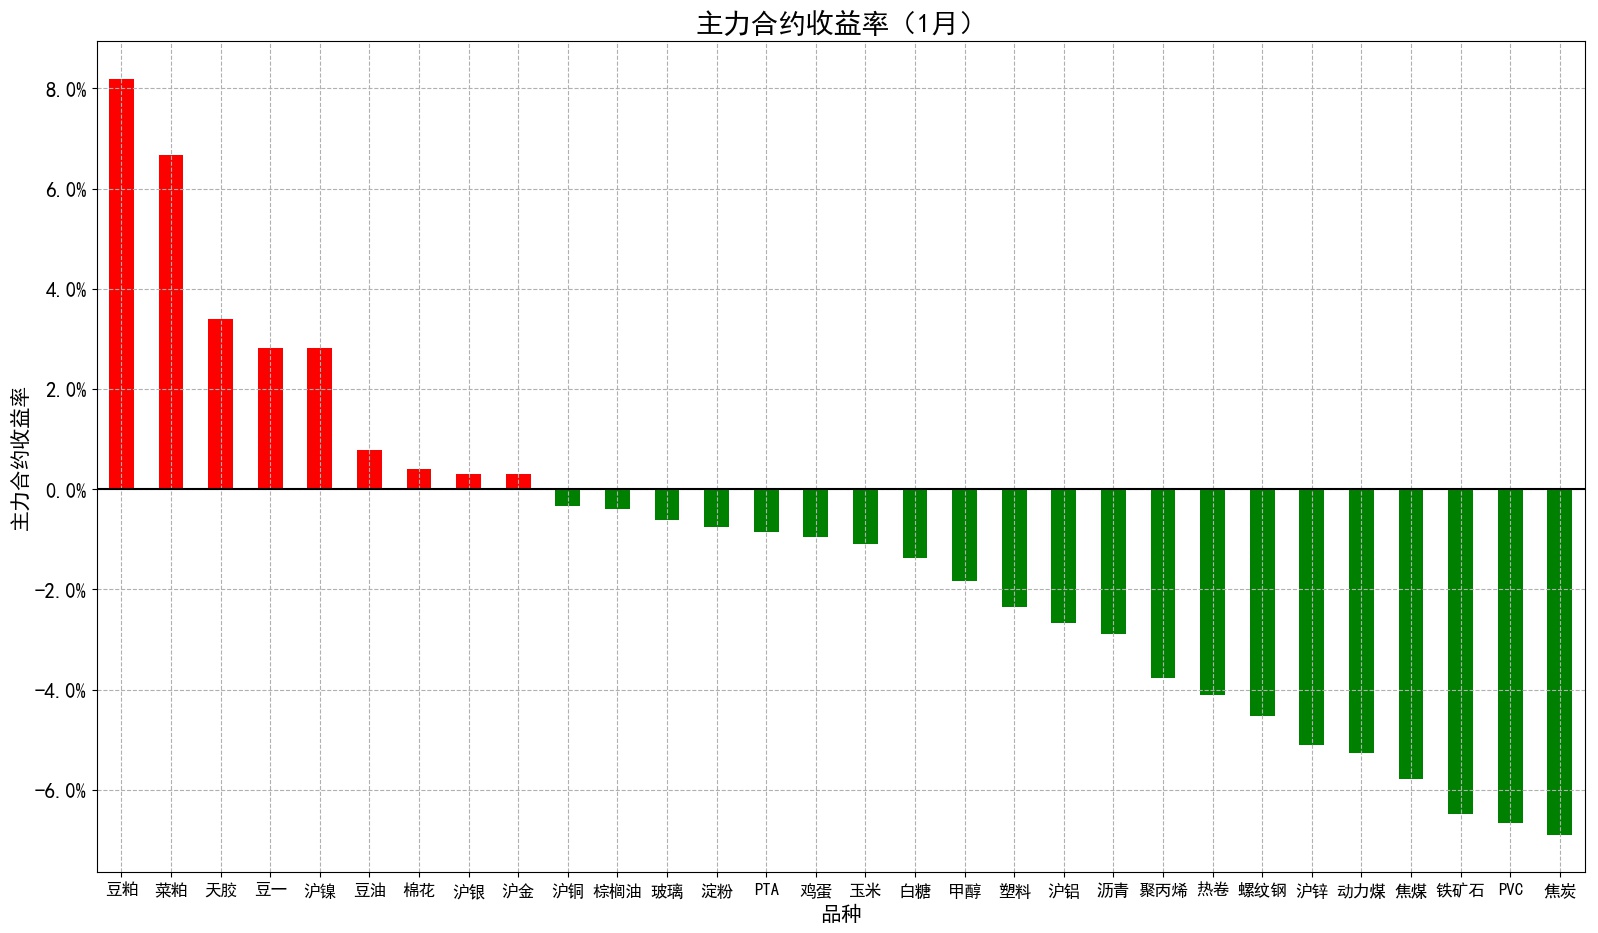 主力合约收益率（1月）
主力合约收益率
8.0%
6.0%
4.0%
2.0%
0.0%
−2.0%
−4.0%
−6.0%
豆粕 菜粕 天胶 豆一 沪镍 豆油 棉花 沪银 沪金 沪铜 棕榈油 玻璃 淀粉 PTA 鸡蛋 玉米 白糖 甲醇 塑料 沪铝 沥青 聚丙烯 热卷 螺纹钢 沪锌 动力煤 焦煤 铁矿石 PVC 焦炭
品种